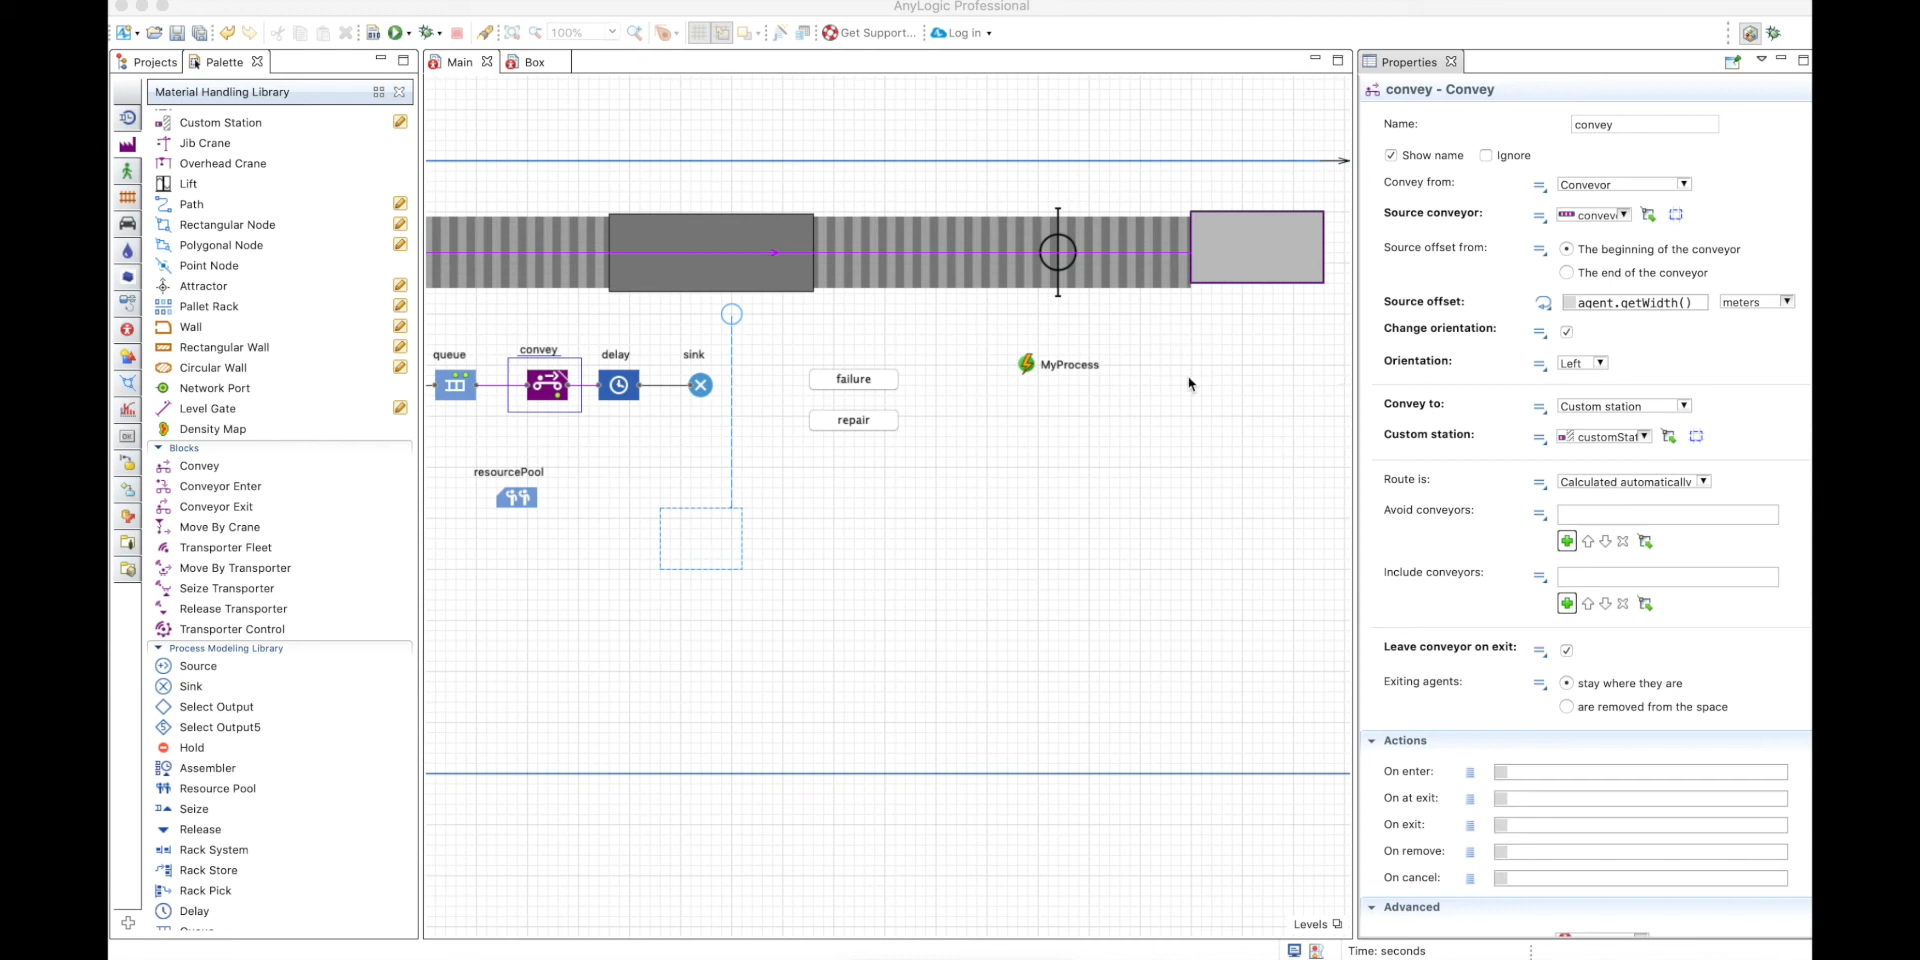 AnyLogic Professional
100%
Get Support...
Log in
Projects
Palette
Material Handling Library
Custom Station
Jib Crane
Overhead Crane
Lift
Path
Rectangular Node
Polygonal Node
Point Node
Attractor
Pallet Rack
Wall
Rectangular Wall
Circular Wall
Network Port
Level Gate
Density Map
Blocks
Convey
Conveyor Enter
Conveyor Exit
Move By Crane
Transporter Fleet
Move By Transporter
Seize Transporter
Release Transporter
Transporter Control
Process Modeling Library
Source
Sink
Select Output
Select Output5
Hold
Assembler
Resource Pool
Seize
Release
Rack System
Rack Store
Rack Pick
Delay
Main
Box
queue
convey
delay
sink
failure
repair
MyProcess
resourcePool
Levels
Properties
convey - Convey
Name:
convey
Show name
Ignore
Convey from:
Conveyor
Source conveyor:
Source offset from:
The beginning of the conveyor
The end of the conveyor
Source offset:
agent.getWidth()
meters
Change orientation:
Orientation:
Left
Convey to:
Custom station
Custom station:
Route is:
Calculated automatically
Avoid conveyors:
Include conveyors:
Leave conveyor on exit:
Exiting agents:
stay where they are
are removed from the space
Actions
On enter:
On at exit:
On exit:
On remove:
On cancel:
Advanced
Time: seconds